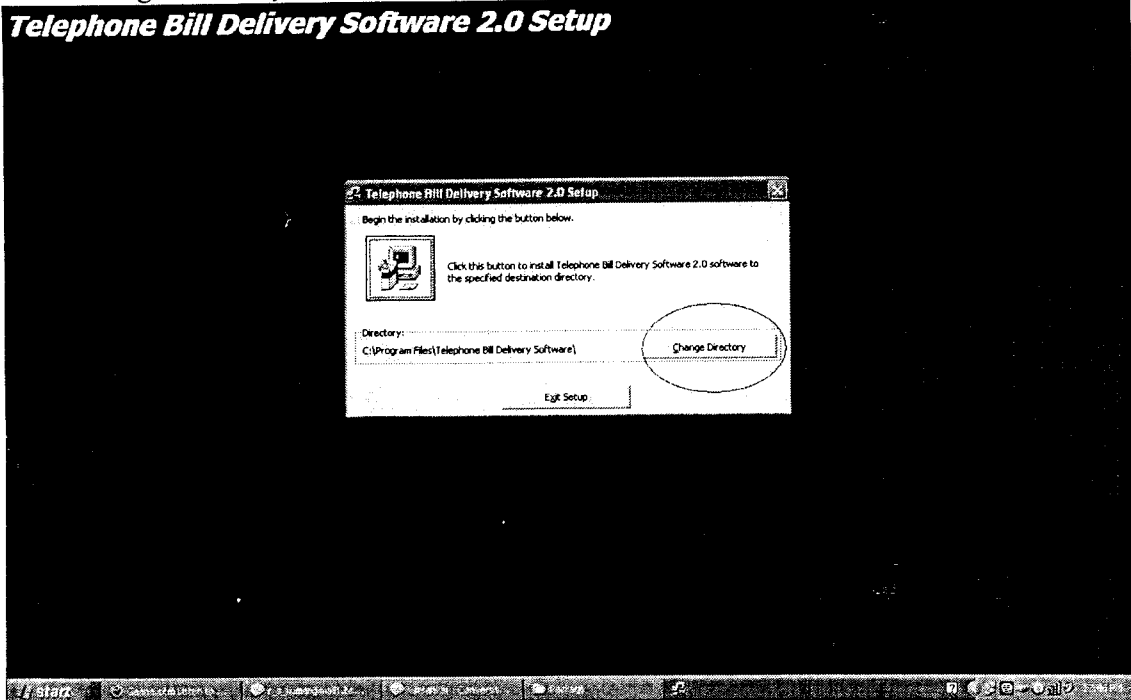 Telephone Bill Delivery Software 2.0 Setup
Telephone Bill Delivery Software 2.0 Setup
Begin the installation by clicking the button below.
Click this button to install Telephone Bill Delivery Software 2.0 software to
the specified destination directory.
Directory:
C:\Program Files\Telephone Bill Delivery Software\
Change Directory
Exit Setup
start